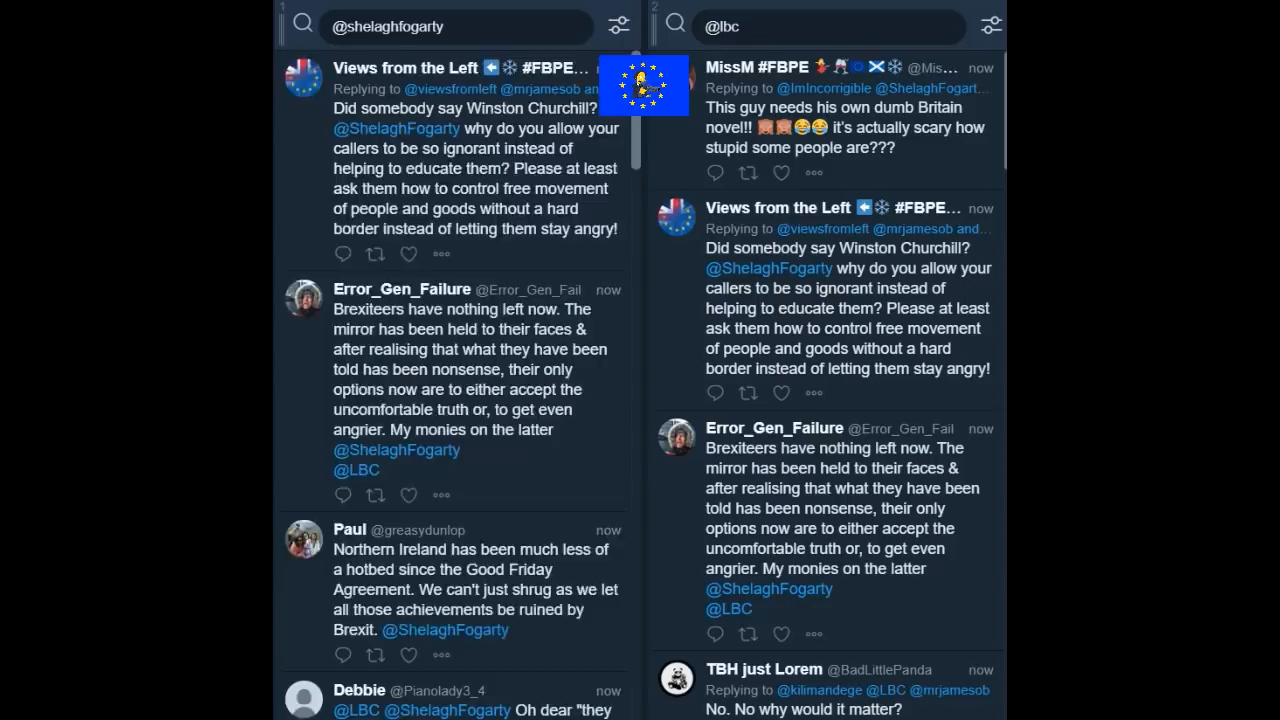 1
@shelaghfogarty
Views from the Left ⬅️❄️ #FBPE…
Replying to @viewsfromleft @mrjamesob an
Did somebody say Winston Churchill?
@ShelaghFogarty why do you allow your
callers to be so ignorant instead of
helping to educate them? Please at least
ask them how to control free movement
of people and goods without a hard
border instead of letting them stay angry!
Error_Gen_Failure @Error_Gen_Fail now
Brexiteers have nothing left now. The
mirror has been held to their faces &
after realising that what they have been
told has been nonsense, their only
options now are to either accept the
uncomfortable truth or, to get even
angrier. My monies on the latter
@ShelaghFogarty
@LBC
Paul @greasydunlop now
Northern Ireland has been much less of
a hotbed since the Good Friday
Agreement. We can't just shrug as we let
all those achievements be ruined by
Brexit. @ShelaghFogarty
Debbie @Pianolady3_4 now
@LBC @ShelaghFogarty Oh dear "they
2
@lbc
MissM #FBPE @Mis… now
Replying to @ImIncorrigible @ShelaghFogart…
This guy needs his own dumb Britain
novel!! 🙈🙈😂😂 it's actually scary how
stupid some people are???
Views from the Left ⬅️❄️ #FBPE… now
Replying to @viewsfromleft @mrjamesob and…
Did somebody say Winston Churchill?
@ShelaghFogarty why do you allow your
callers to be so ignorant instead of
helping to educate them? Please at least
ask them how to control free movement
of people and goods without a hard
border instead of letting them stay angry!
Error_Gen_Failure @Error_Gen_Fail now
Brexiteers have nothing left now. The
mirror has been held to their faces &
after realising that what they have been
told has been nonsense, their only
options now are to either accept the
uncomfortable truth or, to get even
angrier. My monies on the latter
@ShelaghFogarty
@LBC
TBH just Lorem @BadLittlePanda now
Replying to @kilimandege @LBC @mrjamesob
No. No why would it matter?